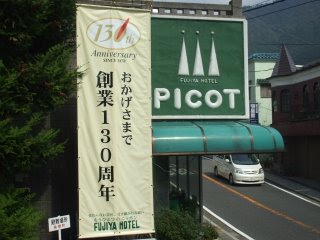 130th
Anniversary
SINCE 1878
おかげさまで
創業130周年
FUJIYA HOTEL
FUJIYA HOTEL
PICOT